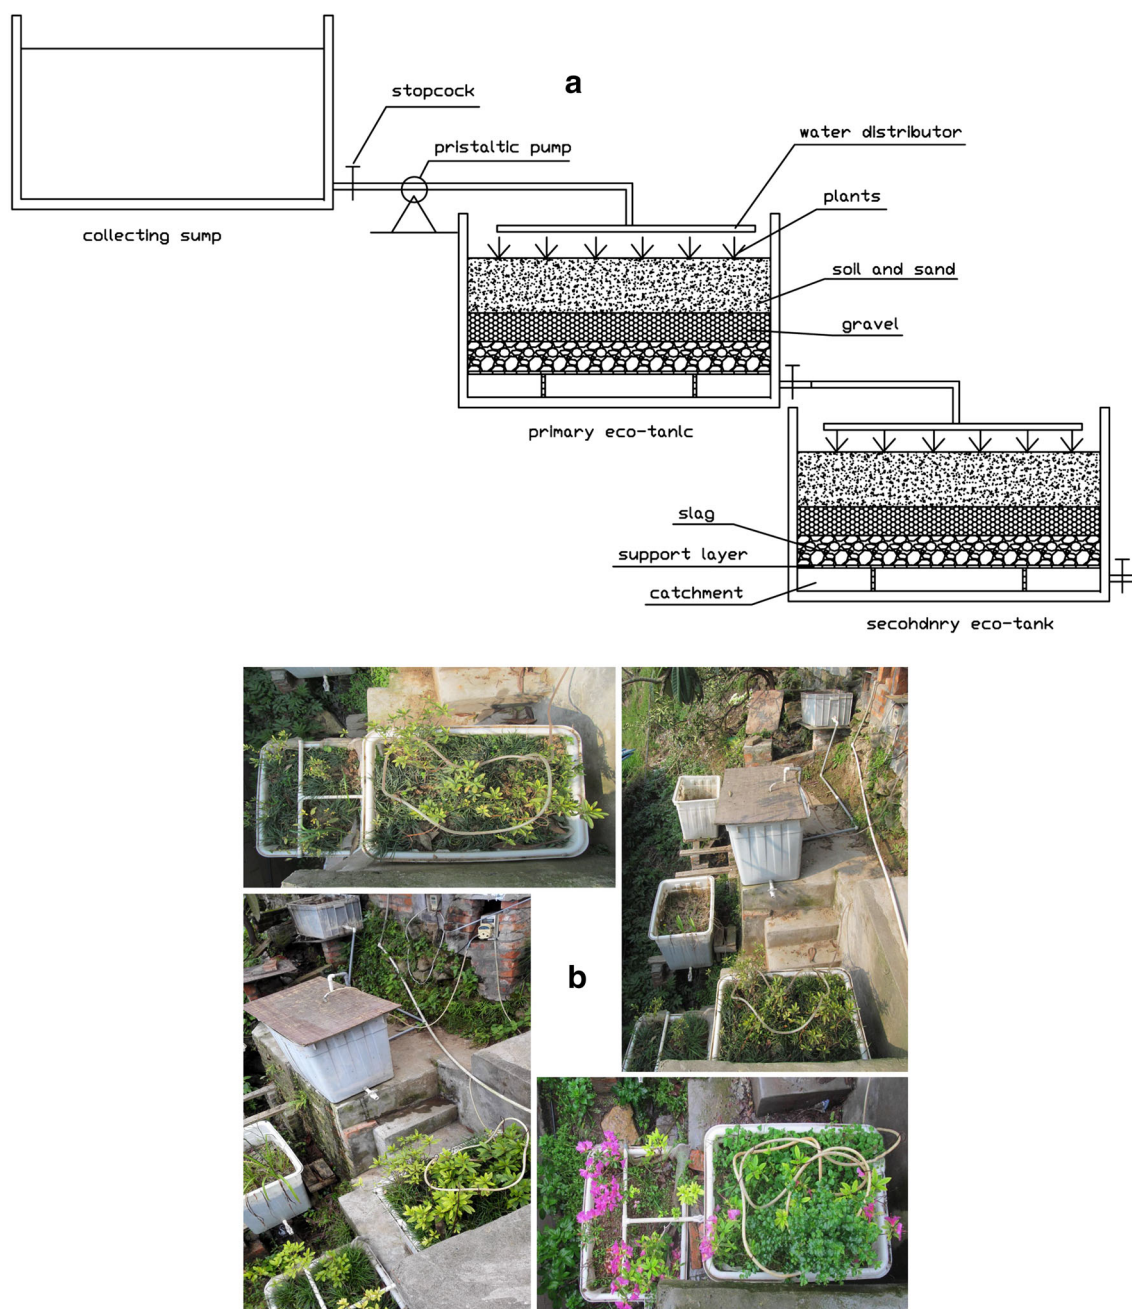 a
stopcock
water distributor
pristaltic pump
plants
collecting sump
soil and sand
gravel
primary eco-tanlc
slag
support layer
catchment
secohdnry eco-tank
b